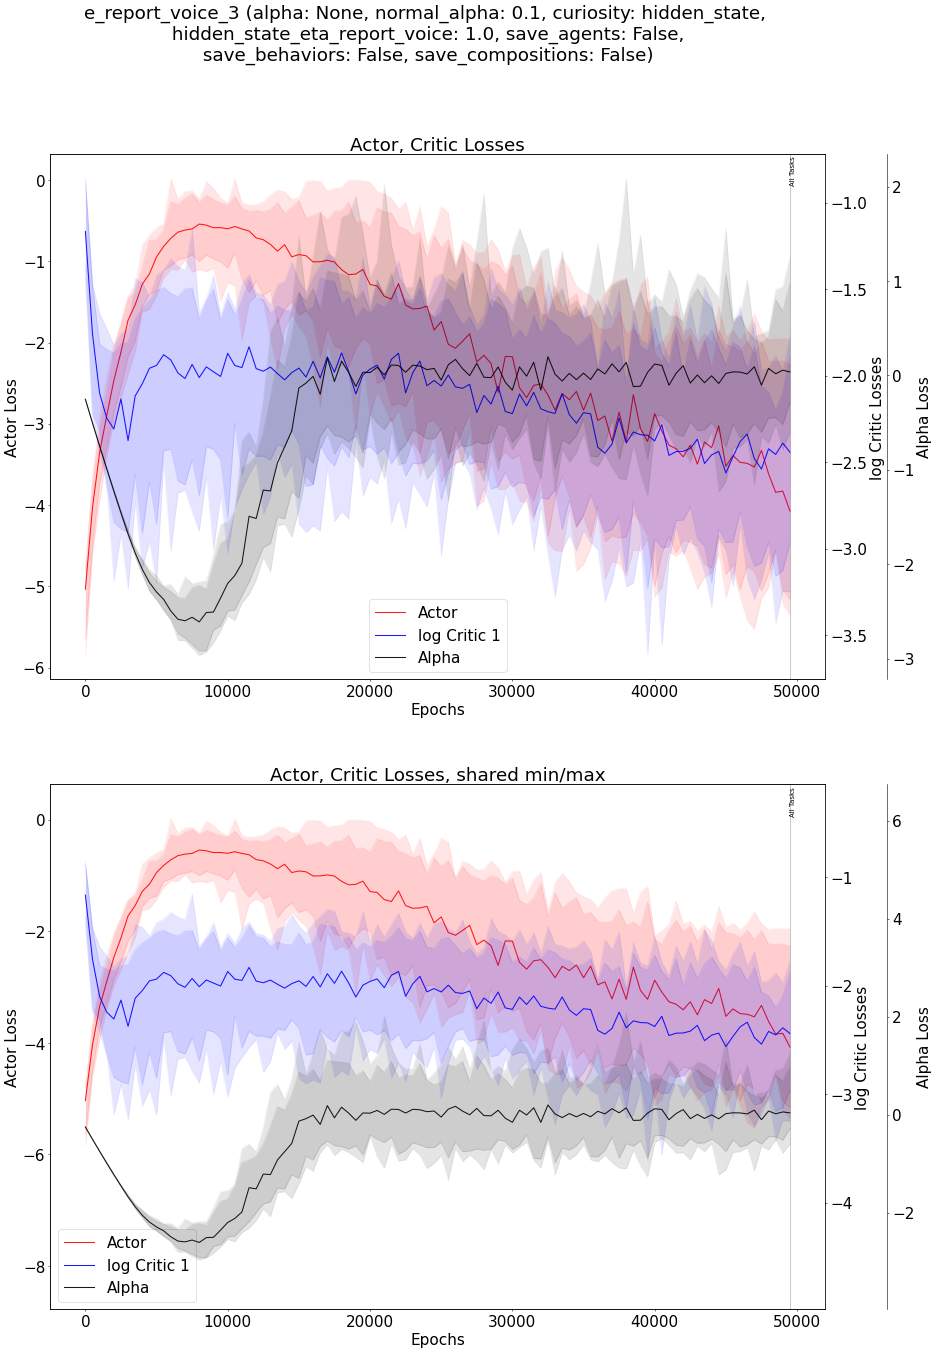 e_report_voice_3 (alpha: None, normal_alpha: 0.1, curiosity: hidden_state,
hidden_state_eta_report_voice: 1.0, save_agents: False,
save_behaviors: False, save_compositions: False)
Actor, Critic Losses
All Tasks
0
−1
−2
−3
−4
−5
−6
Actor Loss
−1.0
−1.5
−2.0
−2.5
−3.0
−3.5
log Critic Losses
2
1
0
−1
−2
−3
Alpha Loss
Actor
log Critic 1
Alpha
0 10000 20000 30000 40000 50000
Epochs
Actor, Critic Losses, shared min/max
All Tasks
0
−2
−4
−6
−8
Actor Loss
−1
−2
−3
−4
log Critic Losses
6
4
2
0
−2
Alpha Loss
Actor
log Critic 1
Alpha
0 10000 20000 30000 40000 50000
Epochs